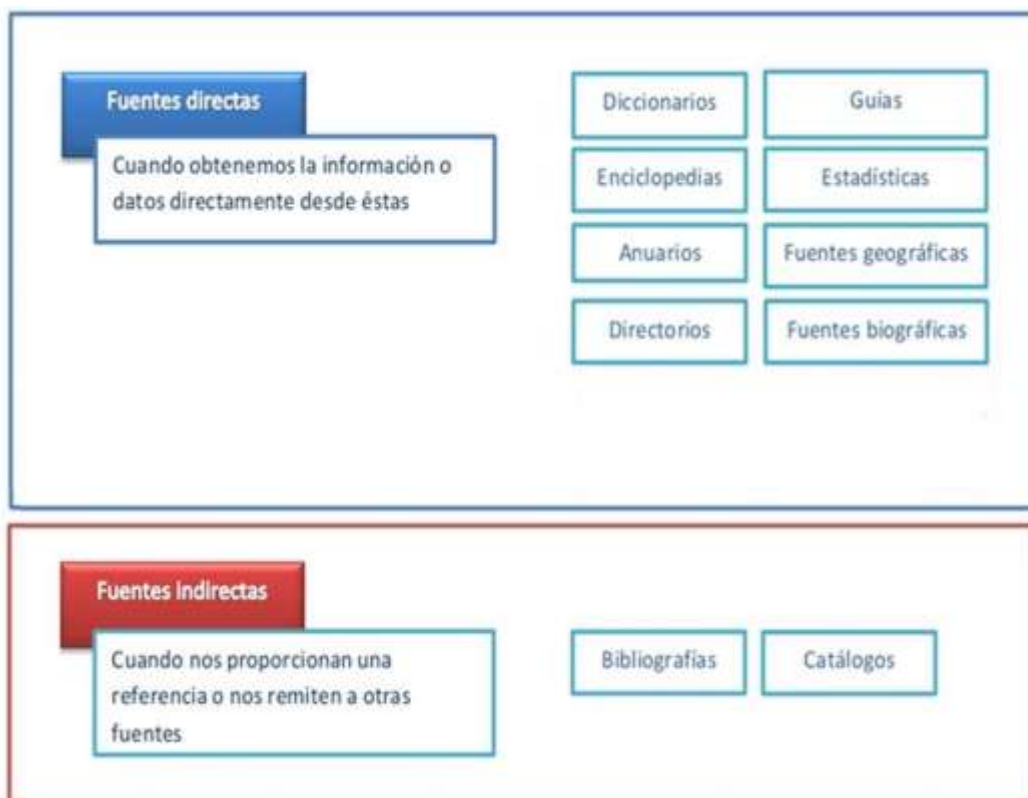 Fuentes directas
Cuando obtenemos la información o
datos directamente desde éstas
Diccionarios
Guías
Enciclopedias
Estadísticas
Anuarios
Fuentes geográficas
Directorios
Fuentes biográficas
Fuentes indirectas
Cuando nos proporcionan una
referencia o nos remiten a otras
fuentes
Bibliografías
Catálogos